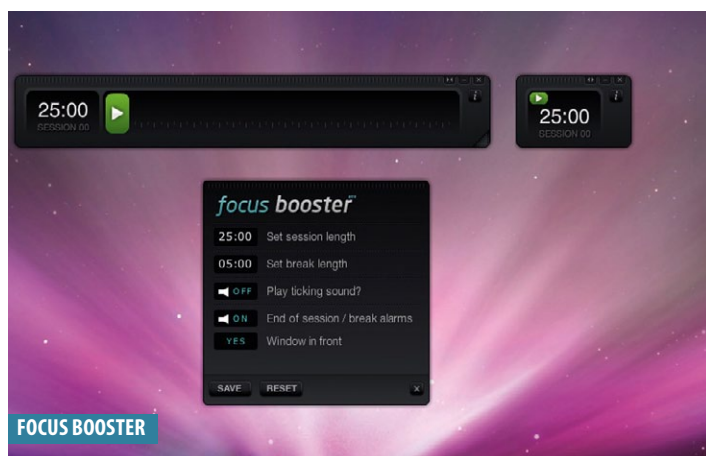 25:00
SESSION 00
25:00
SESSION 00
focus booster
25:00 Set session length
05:00 Set break length
OFF Play ticking sound?
ON End of session / break alarms
YES Window in front
SAVE RESET X
FOCUS BOOSTER